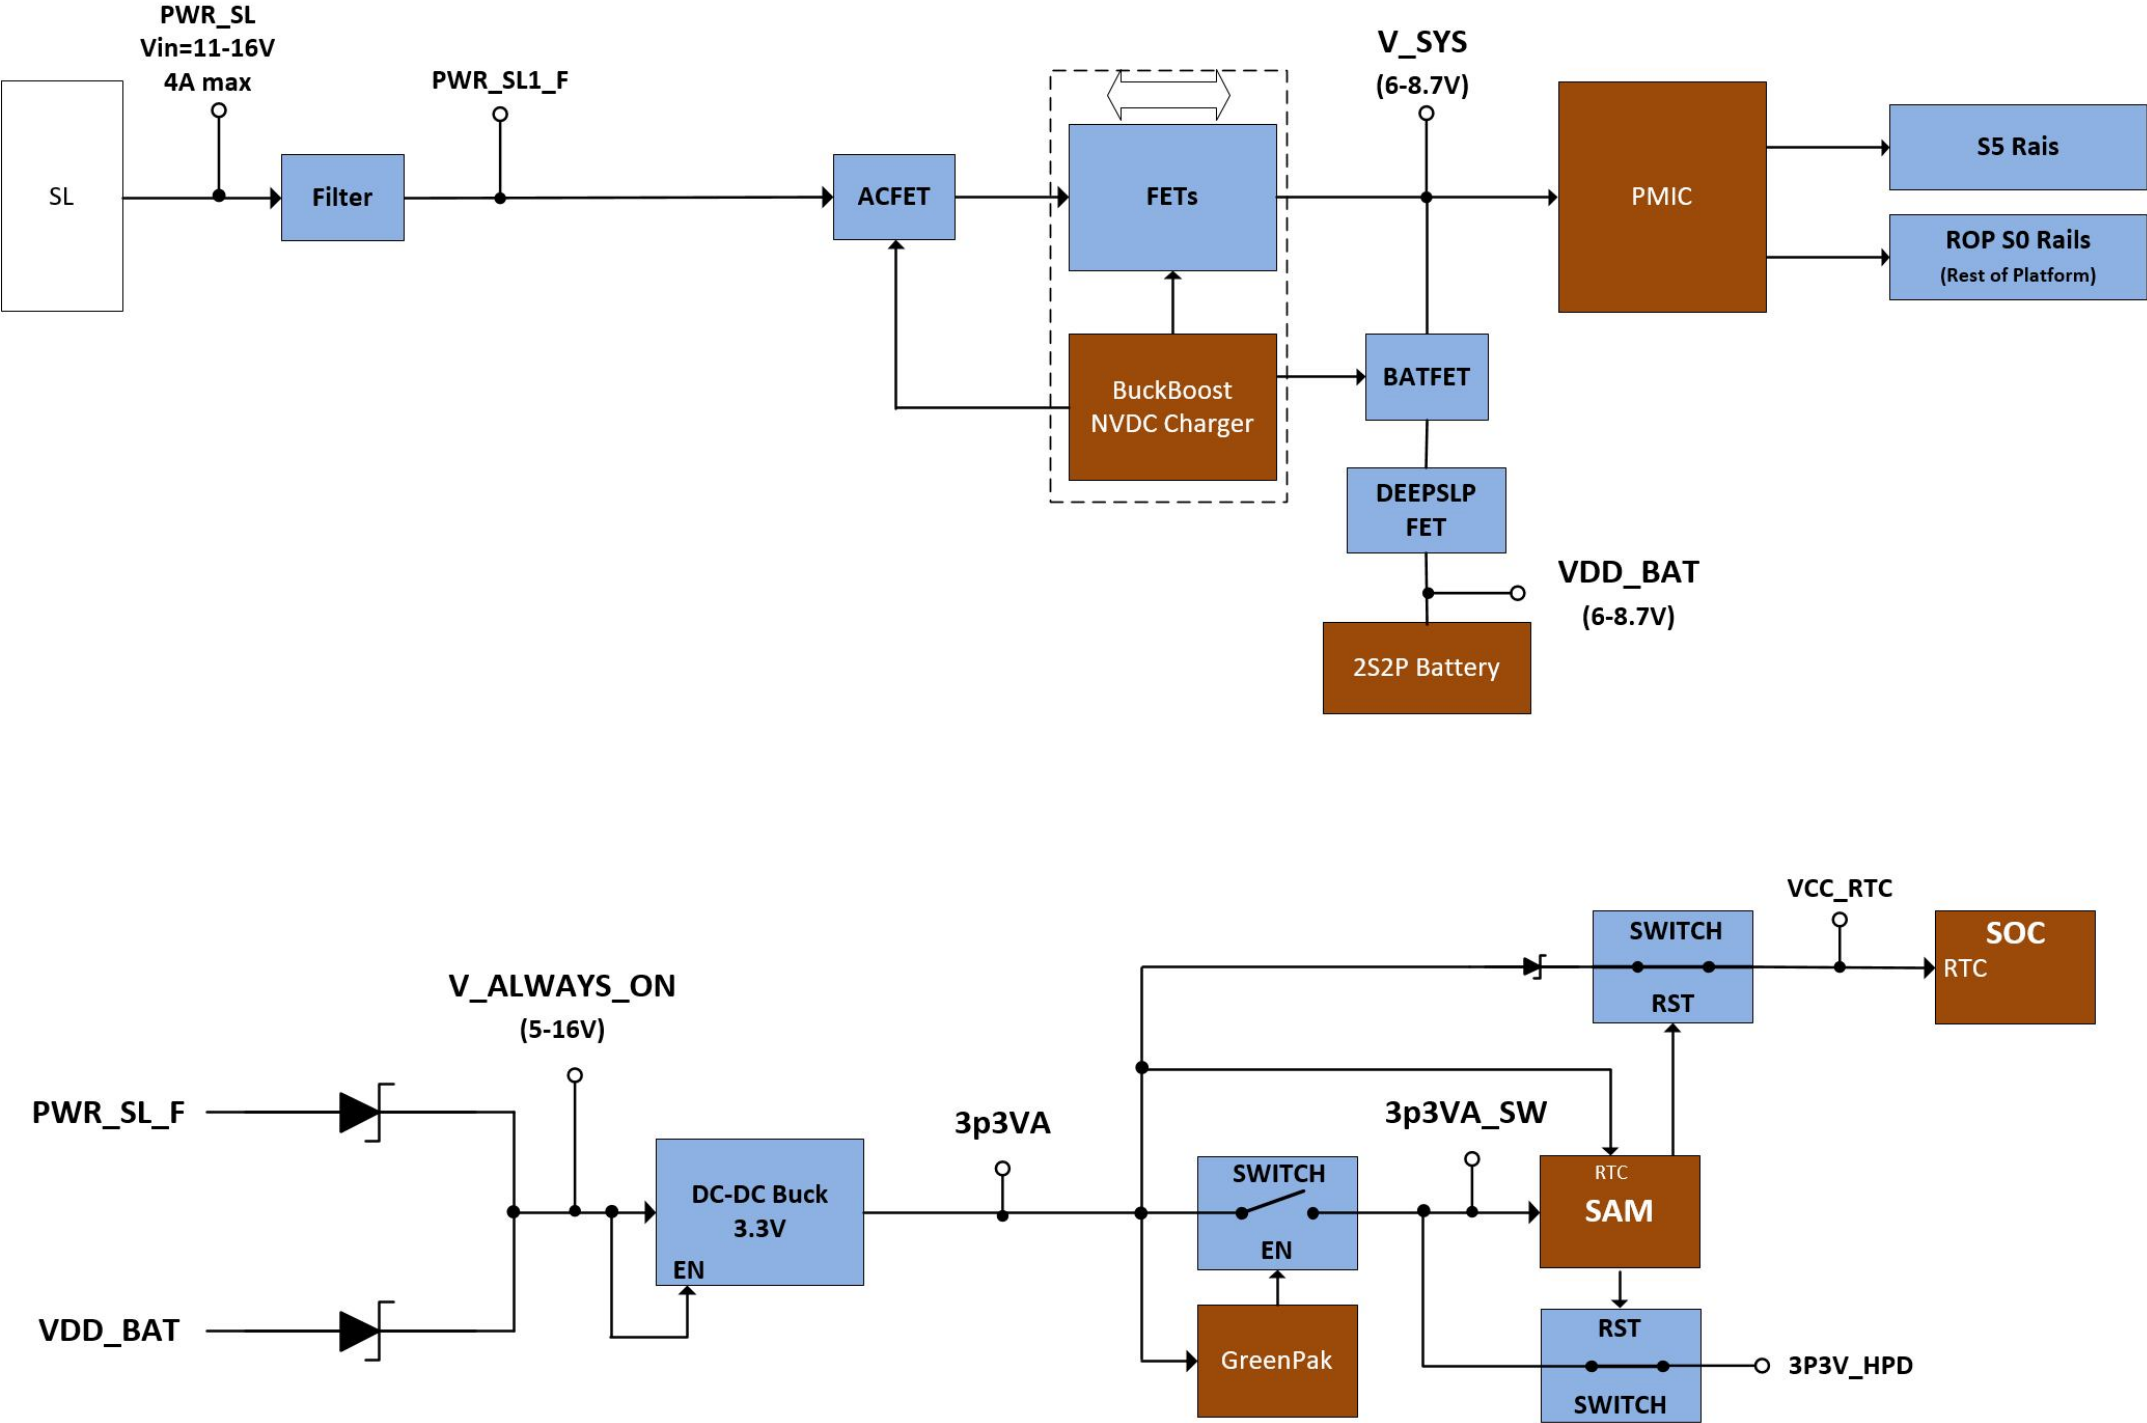 PWR_SL
Vin=11-16V
4A max
PWR_SL1_F
V_SYS
(6-8.7V)
SL
Filter
ACFET
FETs
PMIC
S5 Rais
ROP S0 Rails
(Rest of Platform)
BuckBoost
NVDC Charger
BATFET
DEEPSLP
FET
VDD_BAT
(6-8.7V)
2S2P Battery
VCC_RTC
SWITCH
RST
SOC
RTC
V_ALWAYS_ON
(5-16V)
PWR_SL_F
3p3VA
3p3VA_SW
DC-DC Buck
3.3V
EN
SWITCH
EN
RTC
SAM
VDD_BAT
GreenPak
RST
SWITCH
3P3V_HPD